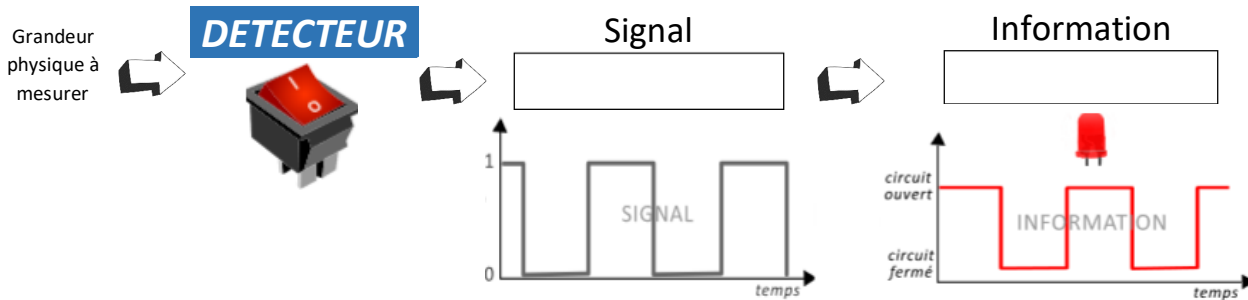 Grandeur
physique à
mesurer
DETECTEUR
Signal
Information
1
0
SIGNAL
temps
circuit
ouvert
INFORMATION
circuit
fermé
temps